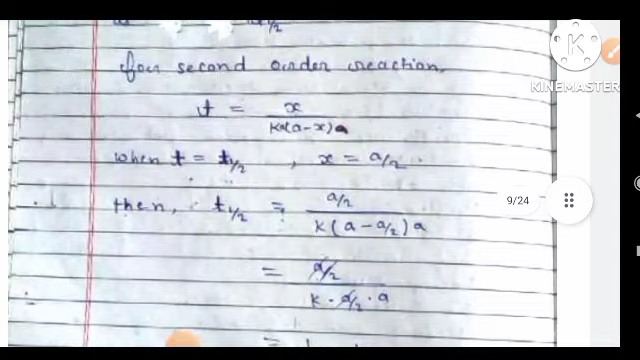 for second order reaction,
t = x / k(a-x)a
when t = t1/2 , x = a/2
then, t1/2 = a/2 / k(a-a/2)a
= a/2 / k·a/2·a
KINEMASTER
9/24